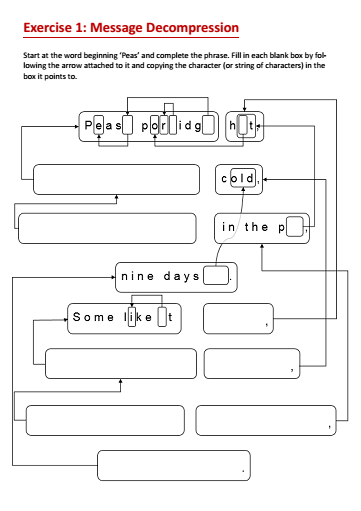 Exercise 1: Message Decompression
Start at the word beginning 'Peas' and complete the phrase. Fill in each blank box by fol-
lowing the arrow attached to it and copying the character (or string of characters) in the
box it points to.
Peas por idg h t,
cold,
in the p ,
nine days .
Some like t
,
,
,
.